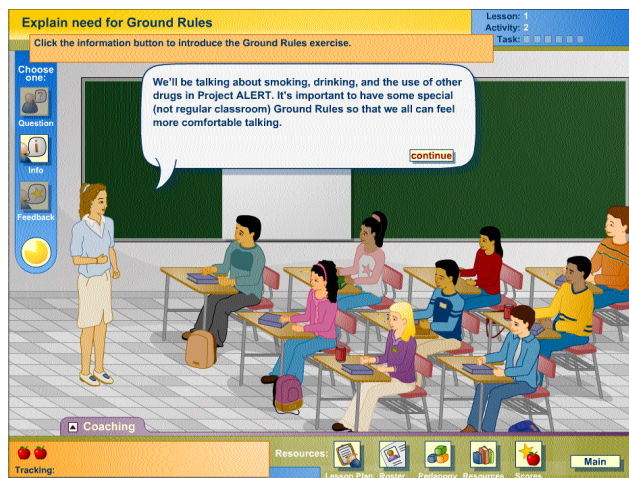 Explain need for Ground Rules
Lesson: 1
Activity: 2
Task:
Click the information button to introduce the Ground Rules exercise.
Choose
one:
Question
Info
Feedback
We'll be talking about smoking, drinking, and the use of other
drugs in Project ALERT. It's important to have some special
(not regular classroom) Ground Rules so that we all can feel
more comfortable talking.
continue
Coaching
Tracking:
Resources:
Lesson Plan
Roster
Pedagogy
Resources
Scores
Main